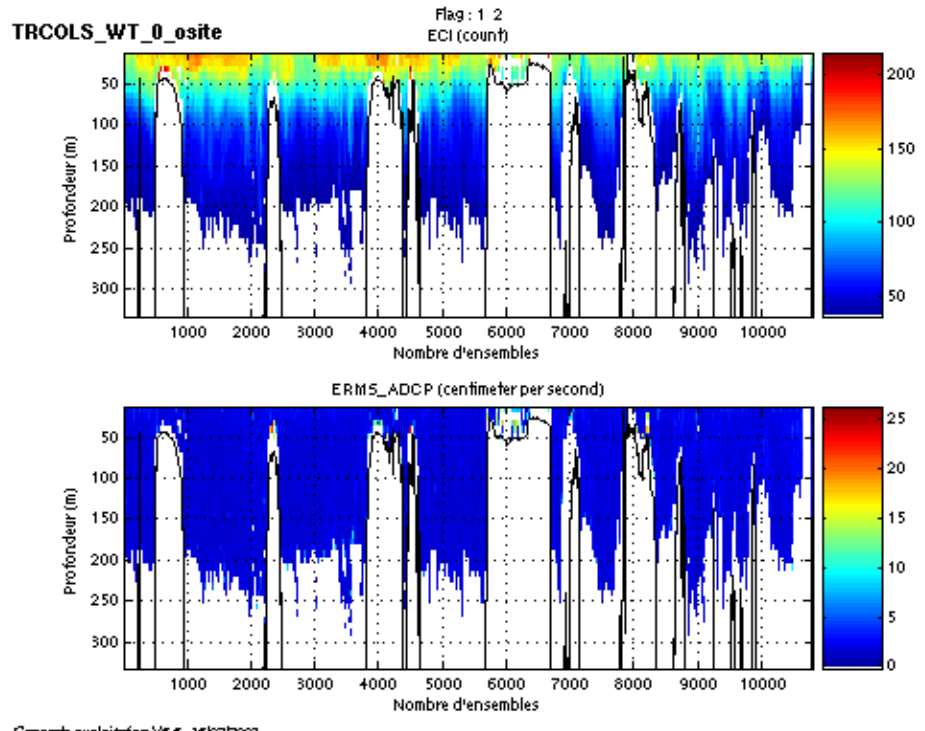 Flag : 1 2
TRCOLS_WT_0_osite
ECI (count)
50
100
150
200
250
300
Profondeur (m)
1000 2000 3000 4000 5000 6000 7000 8000 9000 10000
Nombre d'ensembles
200
150
100
50
ERMS_ADCP (centimeter per second)
50
100
150
200
250
300
Profondeur (m)
1000 2000 3000 4000 5000 6000 7000 8000 9000 10000
Nombre d'ensembles
25
20
15
10
5
0